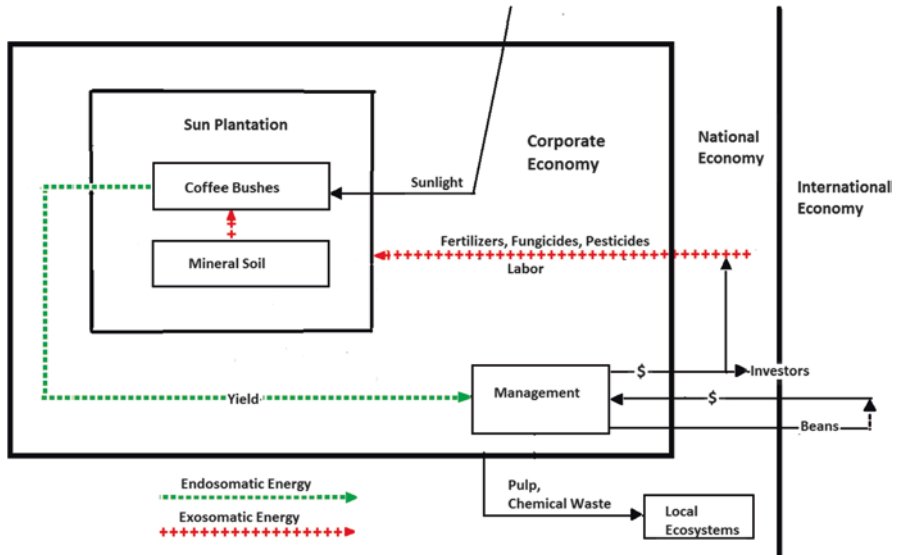 Sun Plantation
Coffee Bushes
Mineral Soil
Sunlight
Corporate
Economy
National
Economy
International
Economy
Fertilizers, Fungicides, Pesticides
Labor
Management
$
Investors
$
Beans
Yield
Pulp,
Chemical Waste
Local
Ecosystems
Endosomatic Energy
Exosomatic Energy